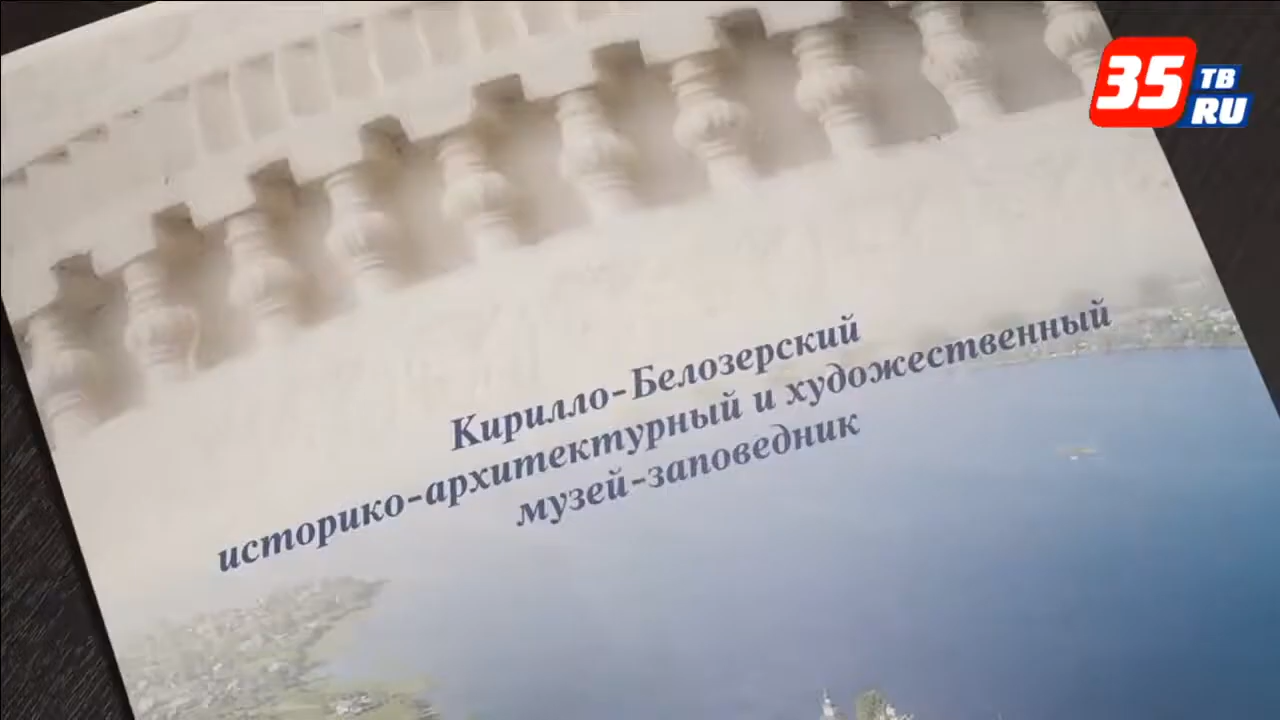 35
ТВ
RU
Кирилло-Белозерский
историко-архитектурный и художественный
музей-заповедник